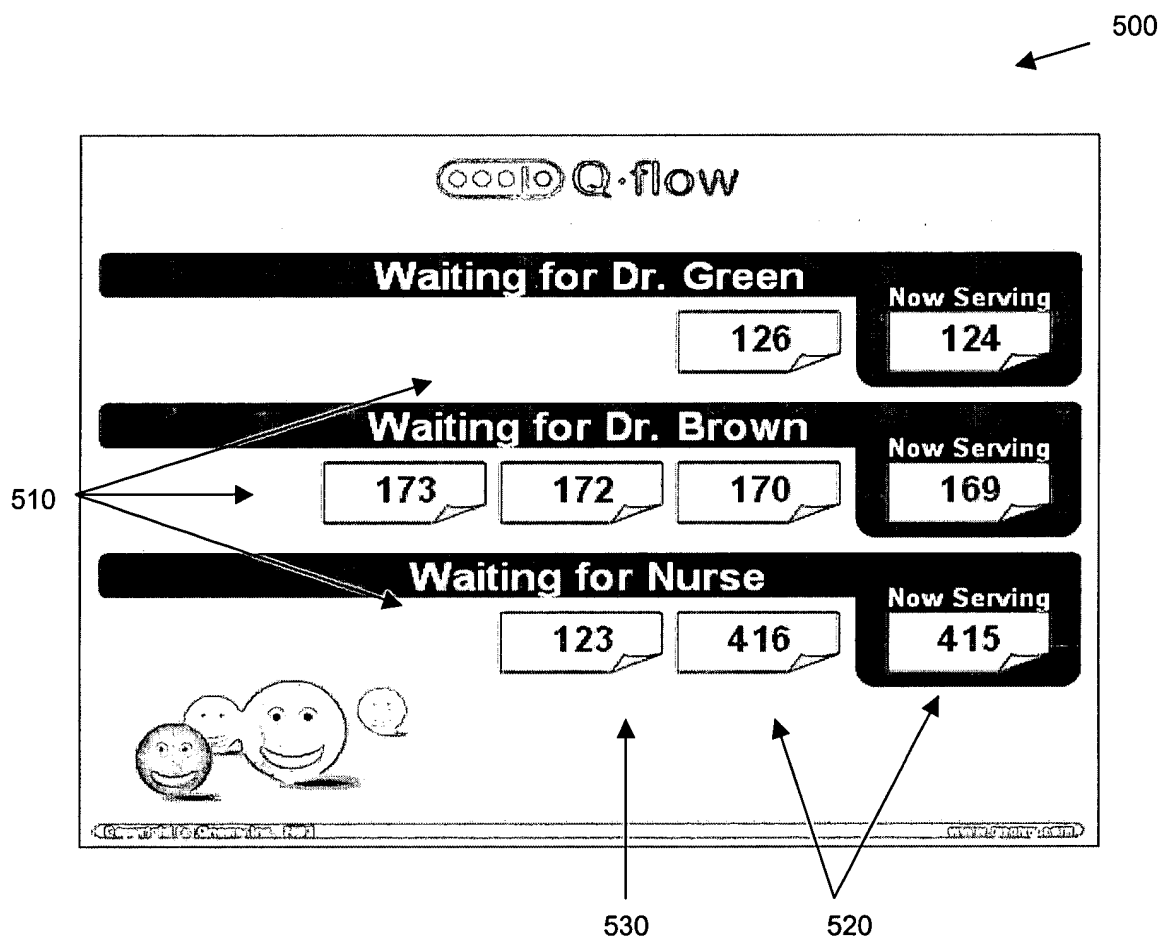 500
Q·flow
Waiting for Dr. Green
Now Serving
126 124
Waiting for Dr. Brown
Now Serving
173 172 170 169
510
Waiting for Nurse
Now Serving
123 416 415
530 520